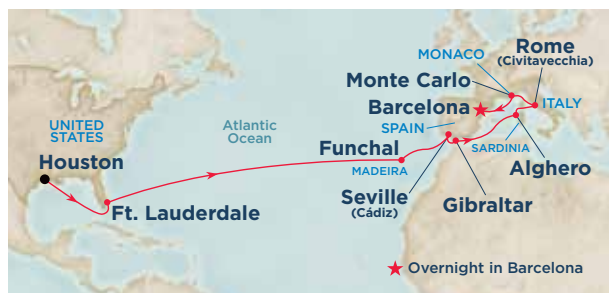 MONACO
Rome
(Civitavecchia)
Monte Carlo
Barcelona
ITALY
UNITED
STATES
Atlantic
Ocean
SPAIN
Houston
Funchal
SARDINIA
MADEIRA
Alghero
Seville
(Cádiz)
Gibraltar
Ft. Lauderdale
Overnight in Barcelona